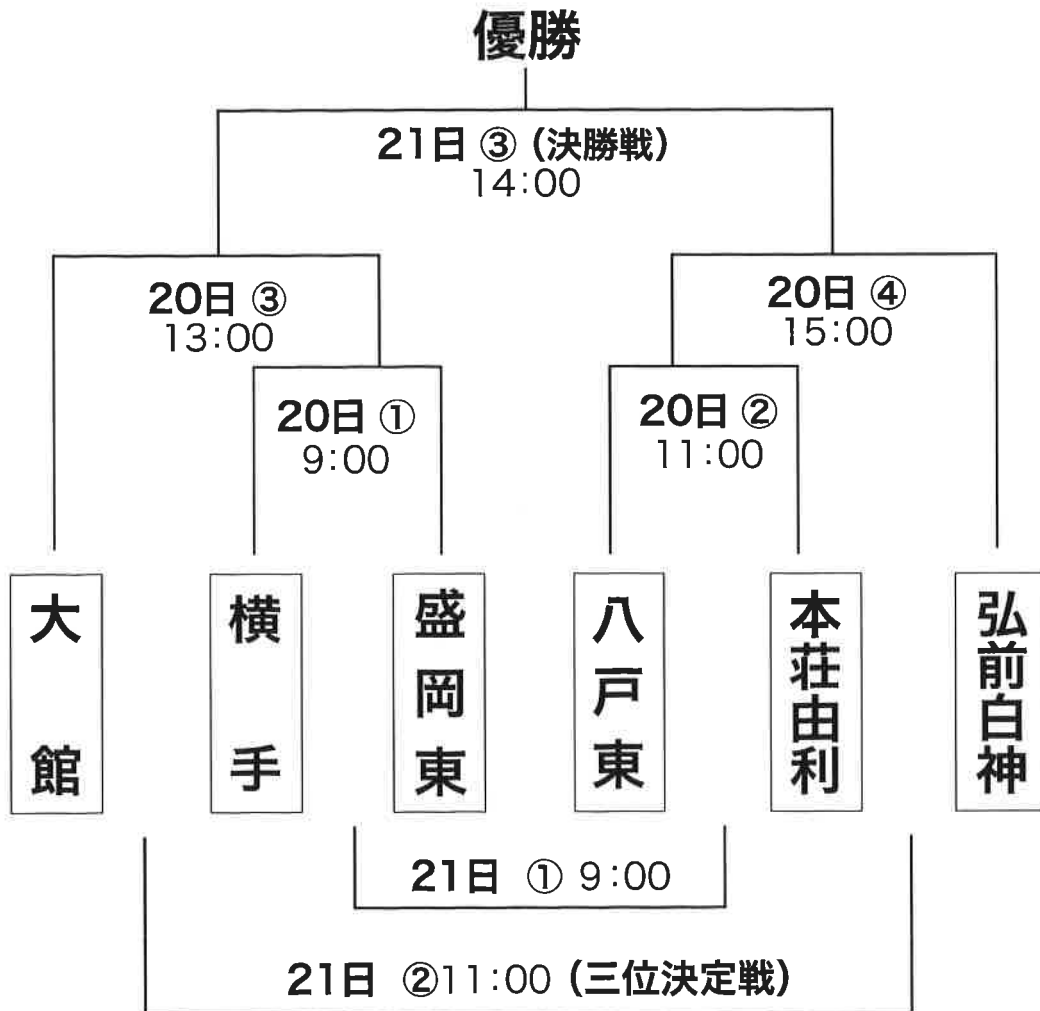 優勝
21日 ③ (決勝戦)
14:00
20日 ③
13:00
20日 ④
15:00
20日 ①
9:00
20日 ②
11:00
大館
横手
盛岡東
八戸東
本荘由利
弘前白神
21日 ① 9:00
21日 ②11:00 (三位決定戦)